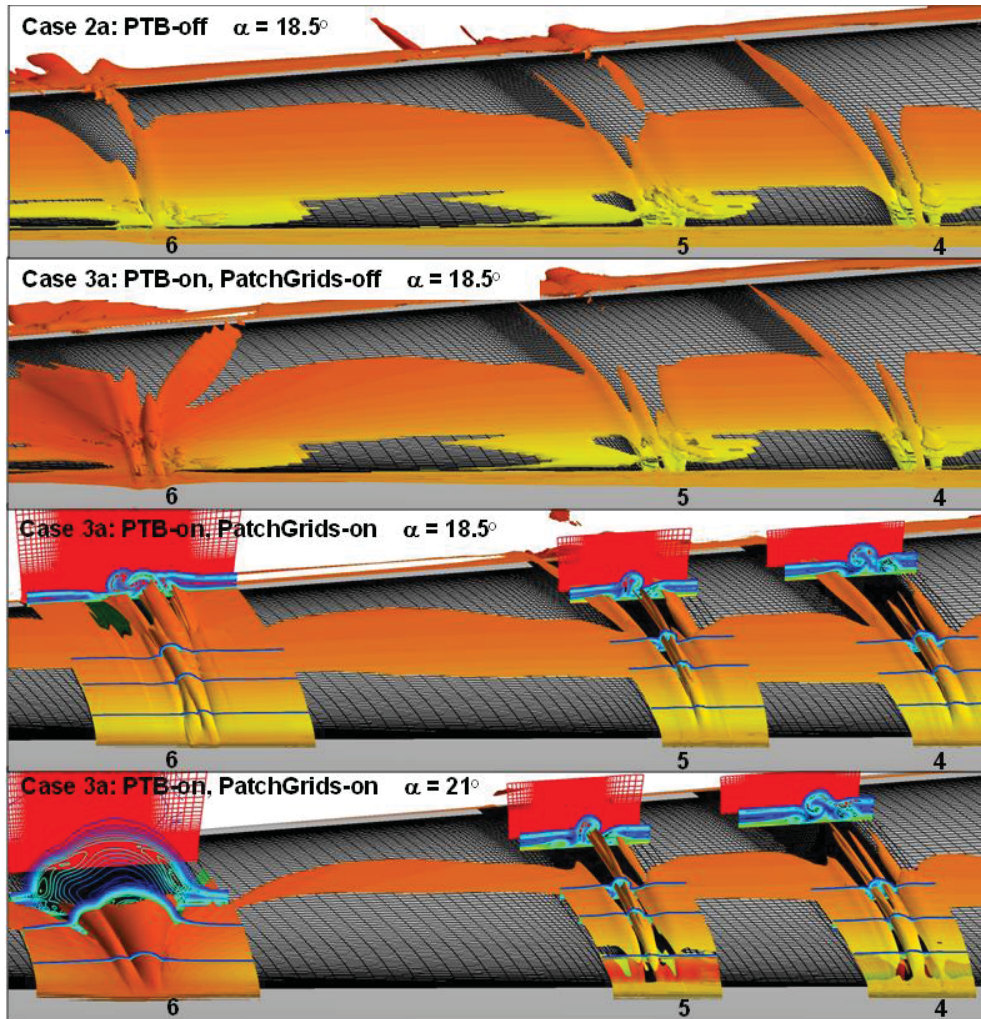 Case 2a: PTB-off α = 18.5°
6 5 4
Case 3a: PTB-on, PatchGrids-off α = 18.5°
6 5 4
Case 3a: PTB-on, PatchGrids-on α = 18.5°
6 5 4
Case 3a: PTB-on, PatchGrids-on α = 21°
6 5 4